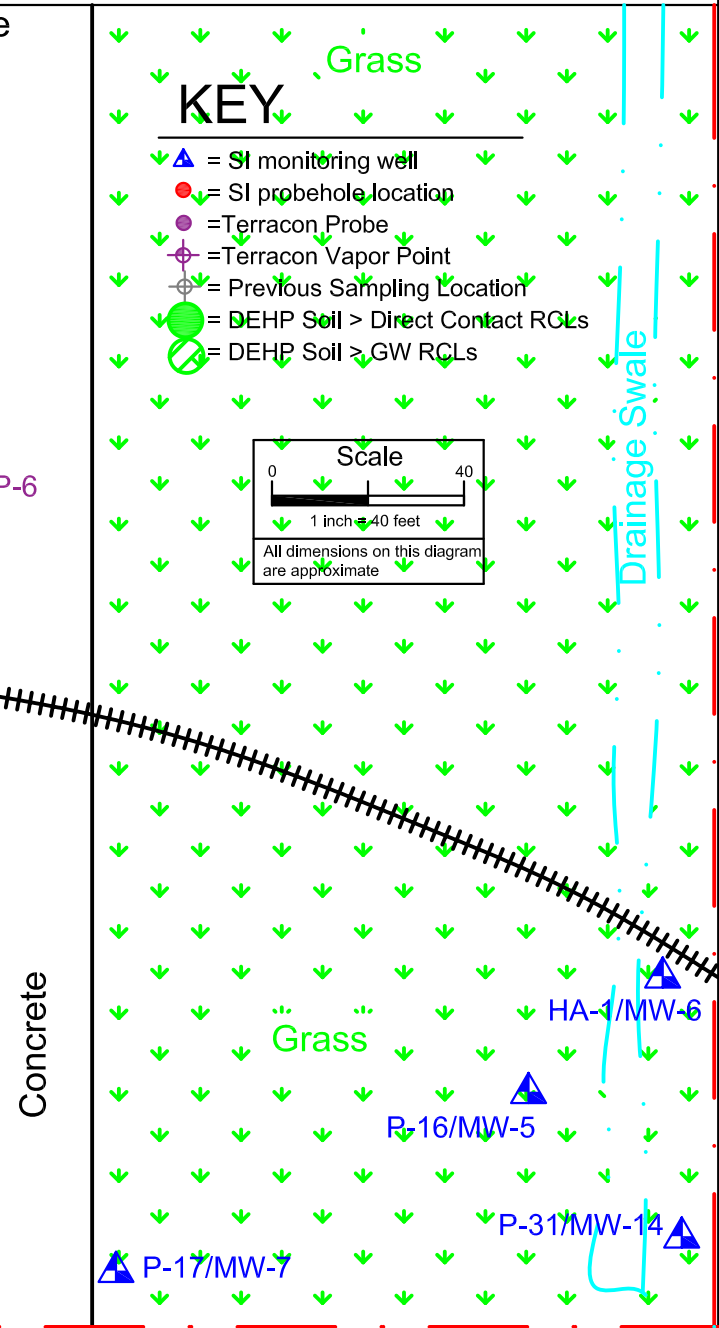 e
Grass
KEY
= SI monitoring well
= SI probehole location
=Terracon Probe
=Terracon Vapor Point
= Previous Sampling Location
= DEHP Soil > Direct Contact RCLs
= DEHP Soil > GW RCLs
Scale
0 40
1 inch = 40 feet
All dimensions on this diagram
are approximate
Drainage Swale
P-6
Concrete
HA-1/MW-6
Grass
P-16/MW-5
P-31/MW-14
P-17/MW-7